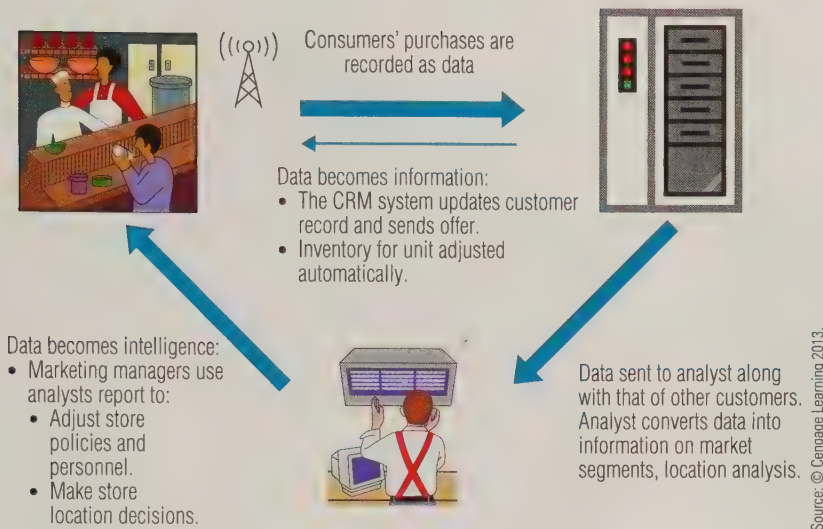 Consumers' purchases are
recorded as data
Data becomes information:
• The CRM system updates customer
record and sends offer.
• Inventory for unit adjusted
automatically.
Data sent to analyst along
with that of other customers.
Analyst converts data into
information on market
segments, location analysis.
Data becomes intelligence:
• Marketing managers use
analysts report to:
• Adjust store
policies and
personnel.
• Make store
location decisions.
Source: © Cengage Learning 2013.